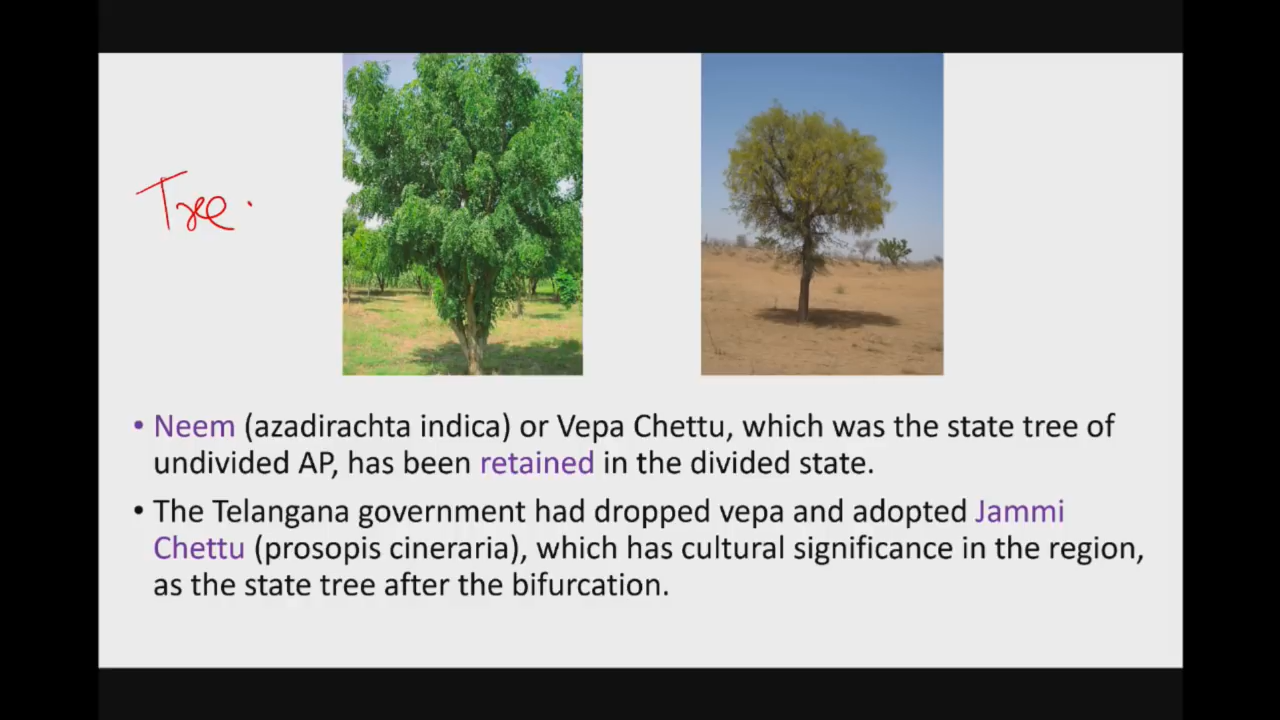 Tree.
• Neem (azadirachta indica) or Vepa Chettu, which was the state tree of
undivided AP, has been retained in the divided state.
• The Telangana government had dropped vepa and adopted Jammi
Chettu (prosopis cineraria), which has cultural significance in the region,
as the state tree after the bifurcation.